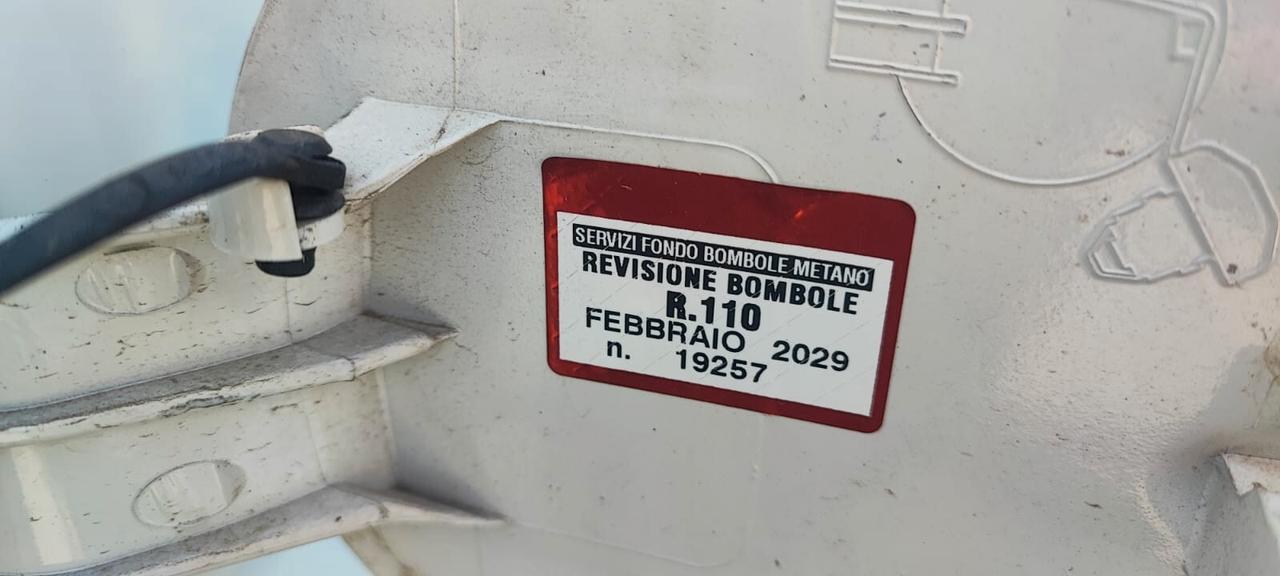 SERVIZI FONDO BOMBOLE METANO
REVISIONE BOMBOLE
R.110
FEBBRAIO 2029
n. 19257